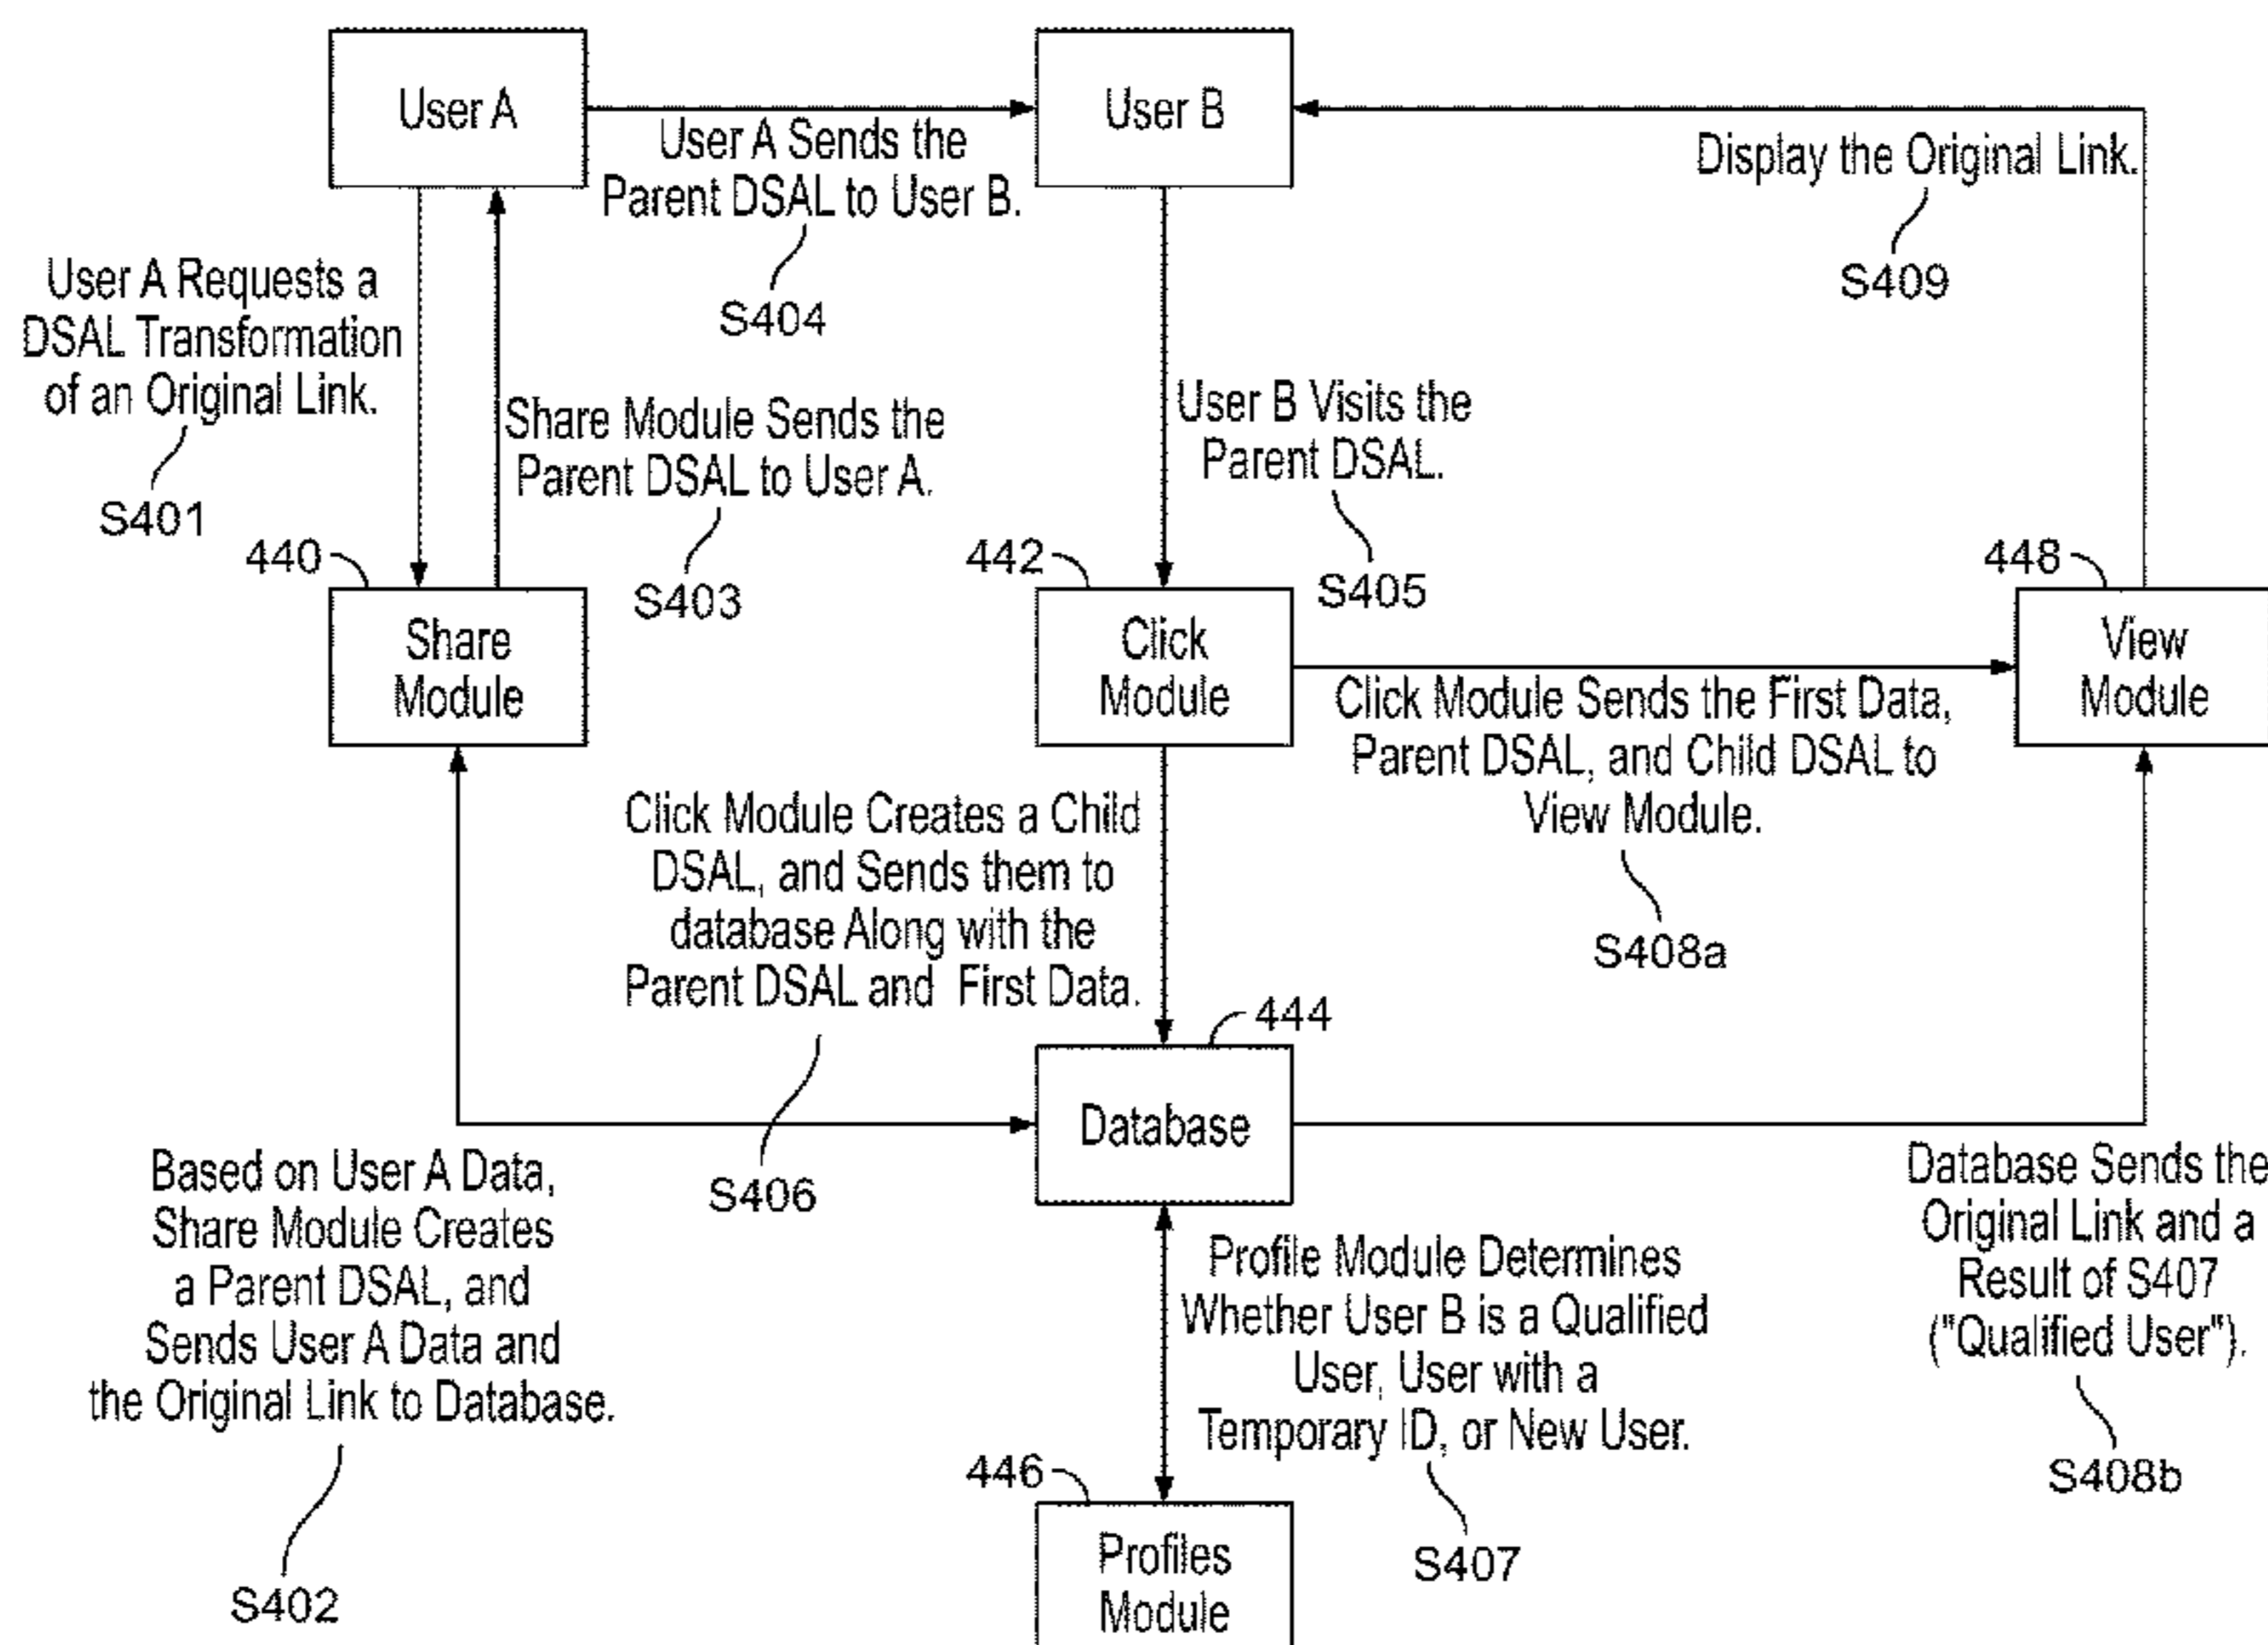 User A
User B
User A Sends the
Parent DSAL to User B.
S404
Display the Original Link.
S409
User A Requests a
DSAL Transformation
of an Original Link.
S401
Share Module Sends the
Parent DSAL to User A.
S403
User B Visits the
Parent DSAL.
S405
440
Share
Module
442
Click
Module
448
View
Module
Click Module Sends the First Data,
Parent DSAL, and Child DSAL to
View Module.
S408a
Click Module Creates a Child
DSAL, and Sends them to
database Along with the
Parent DSAL and First Data.
S406
444
Database
Based on User A Data,
Share Module Creates
a Parent DSAL, and
Sends User A Data and
the Original Link to Database.
S402
Profile Module Determines
Whether User B is a Qualified
User, User with a
Temporary ID, or New User.
S407
Database Sends the
Original Link and a
Result of S407
("Qualified User").
S408b
446
Profiles
Module